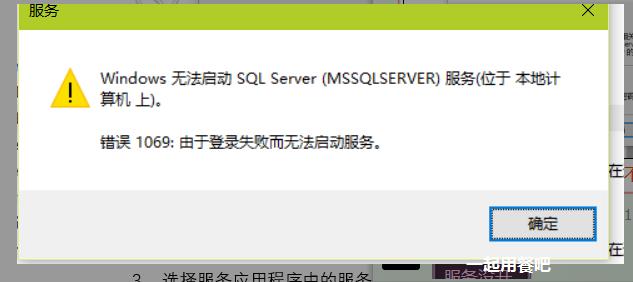 服务
Windows 无法启动 SQL Server (MSSQLSERVER) 服务(位于 本地计
算机 上)。
错误 1069: 由于登录失败而无法启动服务。
在
确定
在
一起用餐吧
3、选择服务应用程序中的服务